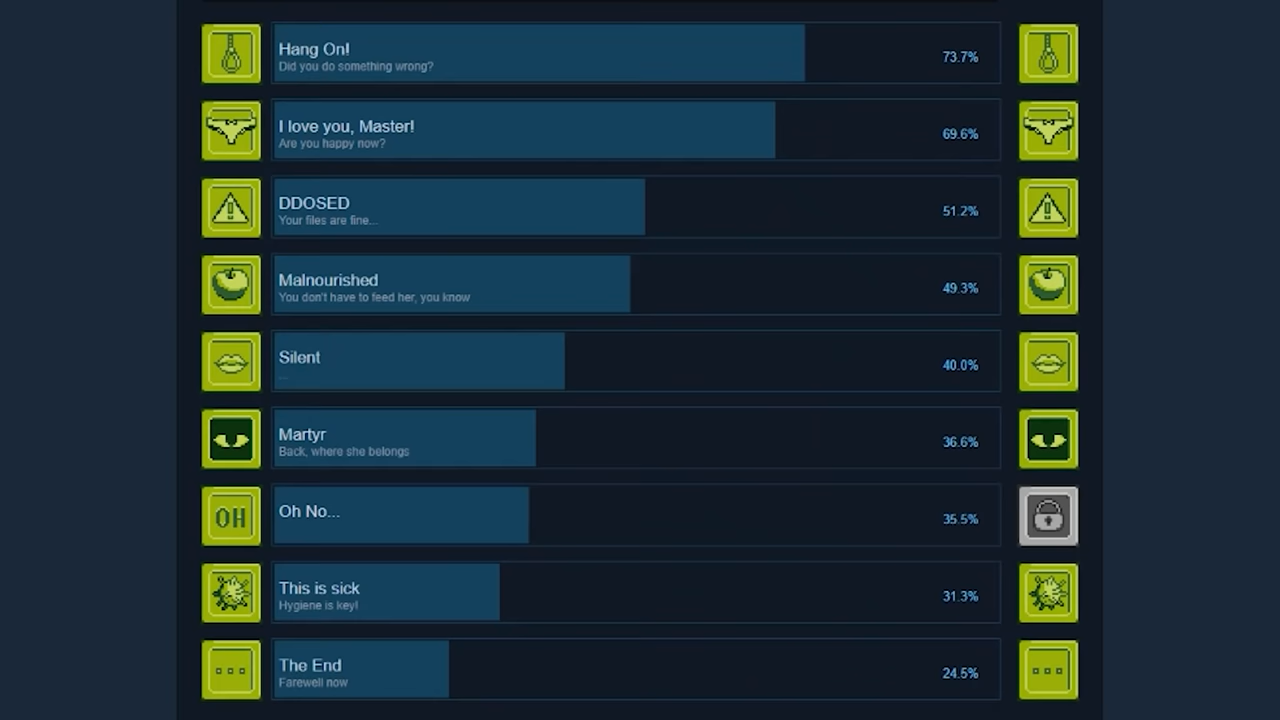 Hang On!
Did you do something wrong?
73.7%
I love you, Master!
Are you happy now?
69.6%
DDOSED
Your files are fine...
51.2%
Malnourished
You don't have to feed her, you know
49.3%
Silent
...
40.0%
Martyr
Back, where she belongs
36.6%
OH
Oh No...
35.5%
This is sick
Hygiene is key!
31.3%
The End
Farewell now
24.5%